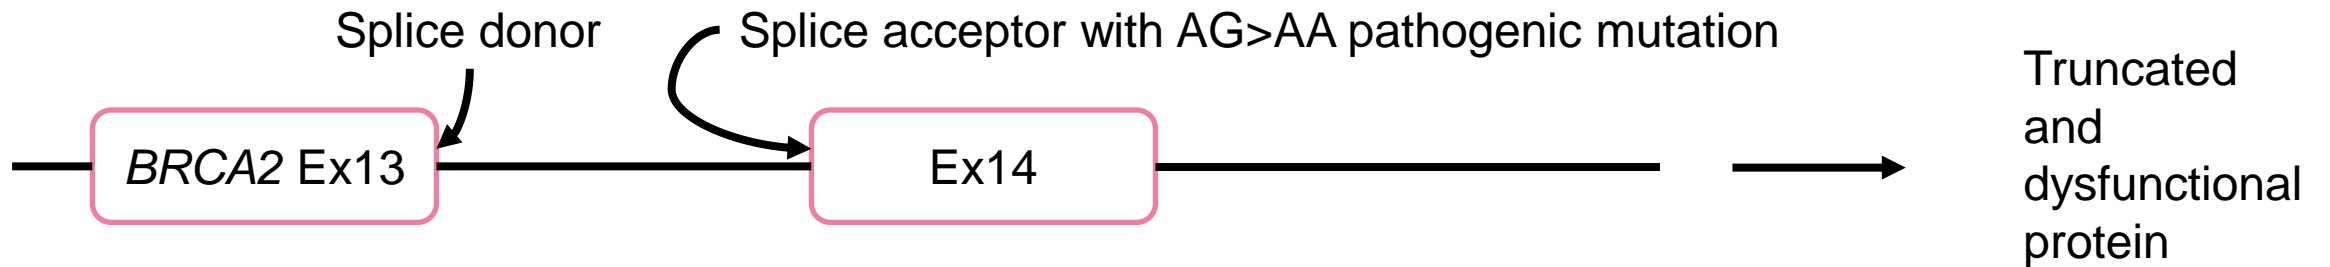 Splice donor
Splice acceptor with AG>AA pathogenic mutation
BRCA2 Ex13
Ex14
Truncated
and
dysfunctional
protein